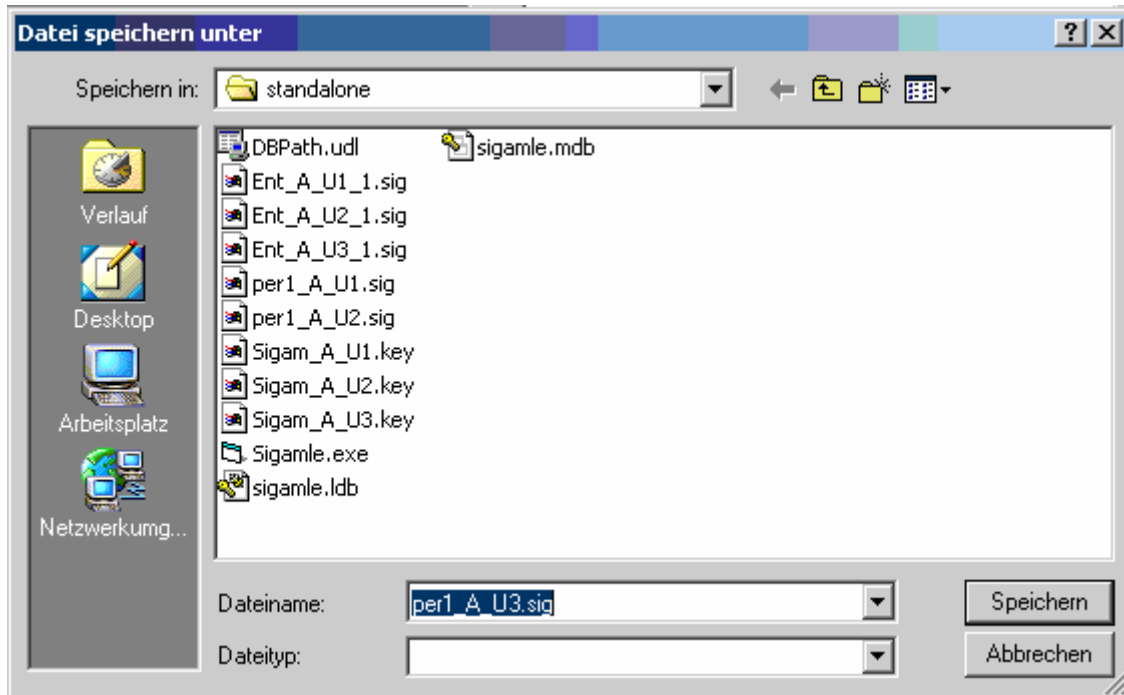 Datei speichern unter
Speichern in: standalone
Verlauf
Desktop
Arbeitsplatz
Netzwerkumg...
DBPath.udl
Ent_A_U1_1.sig
Ent_A_U2_1.sig
Ent_A_U3_1.sig
per1_A_U1.sig
per1_A_U2.sig
Sigam_A_U1.key
Sigam_A_U2.key
Sigam_A_U3.key
Sigamle.exe
sigamle.ldb
sigamle.mdb
Dateiname: per1_A_U3.sig Speichern
Dateityp: Abbrechen